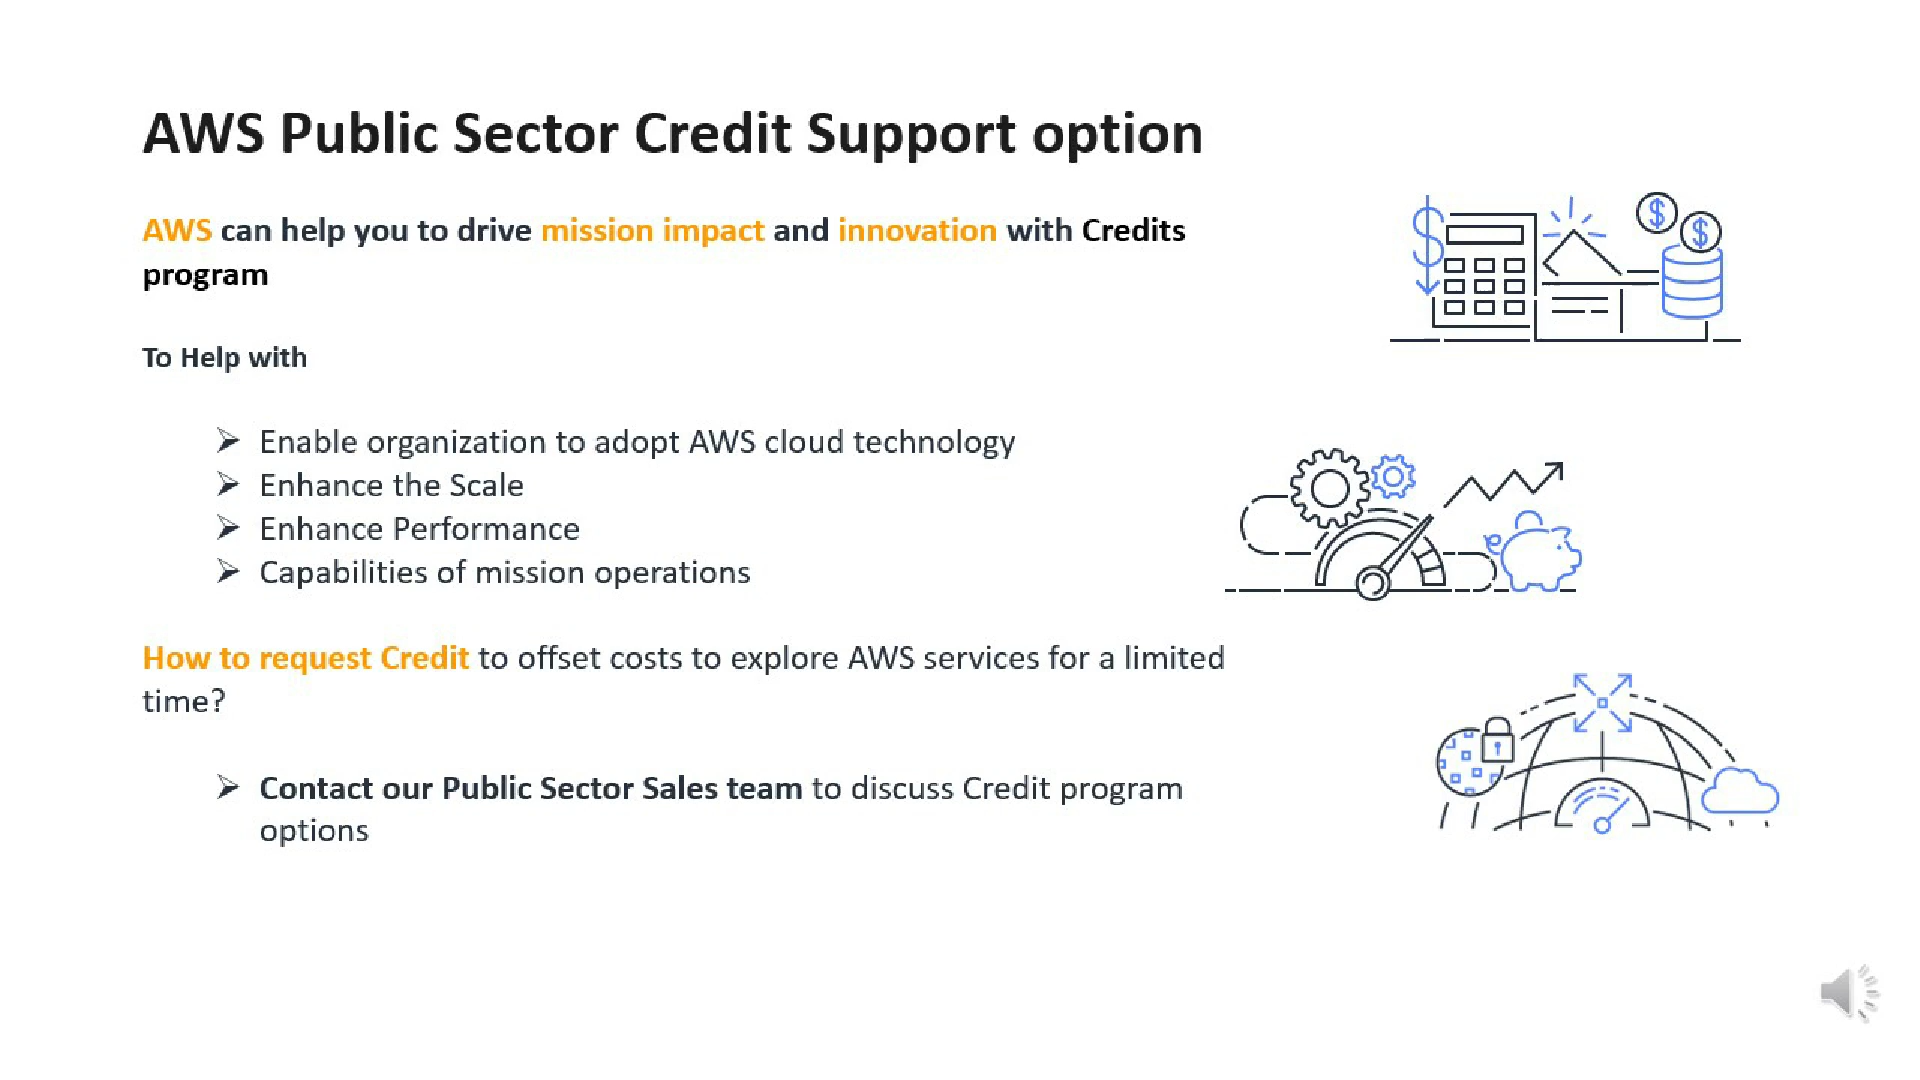 AWS Public Sector Credit Support option
AWS can help you to drive mission impact and innovation with Credits
program
To Help with
➢ Enable organization to adopt AWS cloud technology
➢ Enhance the Scale
➢ Enhance Performance
➢ Capabilities of mission operations
How to request Credit to offset costs to explore AWS services for a limited
time?
➢ Contact our Public Sector Sales team to discuss Credit program
options